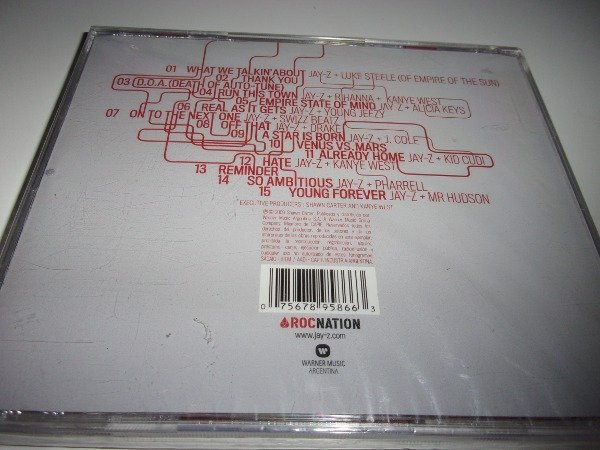 01 WHAT WE TALKIN' ABOUT JAY-Z + LUKE STEELE (OF EMPIRE OF THE SUN)
02 THANK YOU
03 D.O.A. (DEATH OF AUTO-TUNE)
04 RUN THIS TOWN JAY-Z + RIHANNA + KANYE WEST
05 EMPIRE STATE OF MIND JAY-Z + ALICIA KEYS
06 REAL AS IT GETS JAY-Z + YOUNG JEEZY
07 ON TO THE NEXT ONE JAY-Z + SWIZZ BEATZ
08 OFF THAT JAY-Z + DRAKE
09 A STAR IS BORN JAY-Z + J. COLE
10 VENUS VS. MARS
11 ALREADY HOME JAY-Z + KID CUDI
12 HATE JAY-Z + KANYE WEST
13 REMINDER
14 SO AMBITIOUS JAY-Z + PHARRELL
15 YOUNG FOREVER JAY-Z + MR HUDSON
EXECUTIVE PRODUCERS: SHAWN CARTER AND KANYE WEST
0 75678 95866 3
ROCNATION
www.jay-z.com
WARNER MUSIC
ARGENTINA